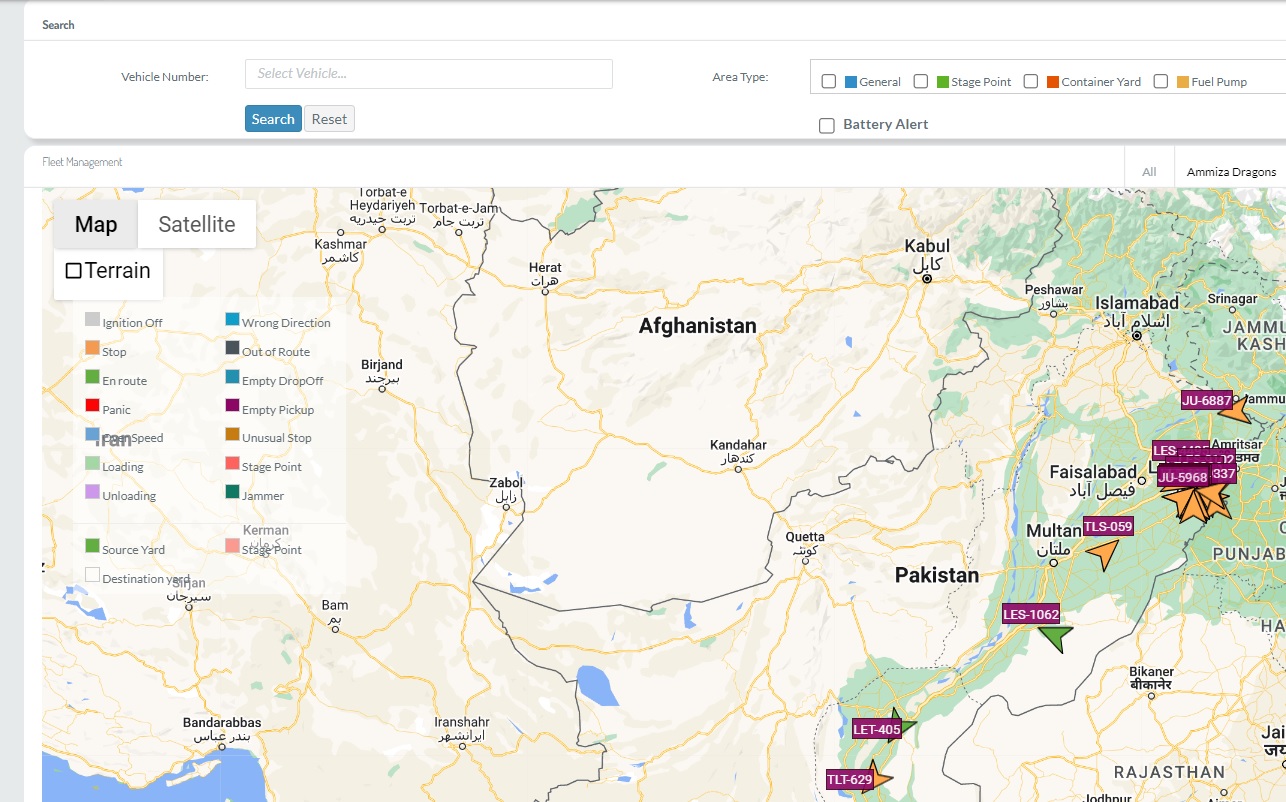 Search
Vehicle Number:
Select Vehicle...
Area Type:
General
Stage Point
Container Yard
Fuel Pump
Search
Reset
Battery Alert
Fleet Management
All
Ammiza Dragons
Map
Satellite
Terrain
Ignition Off
Wrong Direction
Stop
Out of Route
En route
Empty DropOff
Panic
Empty Pickup
Over Speed
Unusual Stop
Loading
Stage Point
Unloading
Jammer
Source Yard
Stage Point
Destination yard
Torbat-e
Heydariyeh
تربت حیدریه
Torbat-e-Jam
تربت جام
Kashmar
کاشمر
Herat
هرات
Kabul
کابل
Peshawar
پشاور
Islamabad
اسلام آباد
Srinagar
JAMMU
KASH
Afghanistan
Birjand
بیرجند
Iran
JU-6887
Jammu
Kandahar
کندهار
Amritsar
Faisalabad
فیصل آباد
JU-5968
337
Zabol
زابل
Kerman
کرمان
Quetta
کوئٹہ
Multan
ملتان
TLS-059
PUNJAB
Pakistan
Sirjan
سیرجان
Bam
بم
LES-1062
HA
Bikaner
बीकानेर
Bandarabbas
بندر عباس
Iranshahr
ایرانشهر
LET-405
Jai
जय
TLT-629
RAJASTHAN
Jodhpur